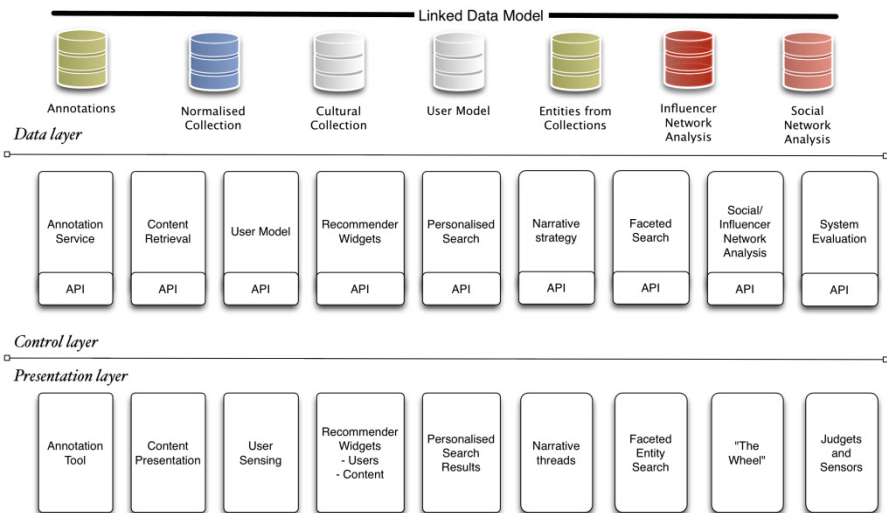 Linked Data Model
Annotations
Normalised
Collection
Cultural
Collection
User Model
Entities from
Collections
Influencer
Network
Analysis
Social
Network
Analysis
Data layer
Annotation
Service
API
Content
Retrieval
API
User Model
API
Recommender
Widgets
API
Personalised
Search
API
Narrative
strategy
API
Faceted
Search
API
Social/
Influencer
Network
Analysis
API
System
Evaluation
API
Control layer
Presentation layer
Annotation
Tool
Content
Presentation
User
Sensing
Recommender
Widgets
- Users
- Content
Personalised
Search
Results
Narrative
threads
Faceted
Entity
Search
"The
Wheel"
Judgets
and
Sensors